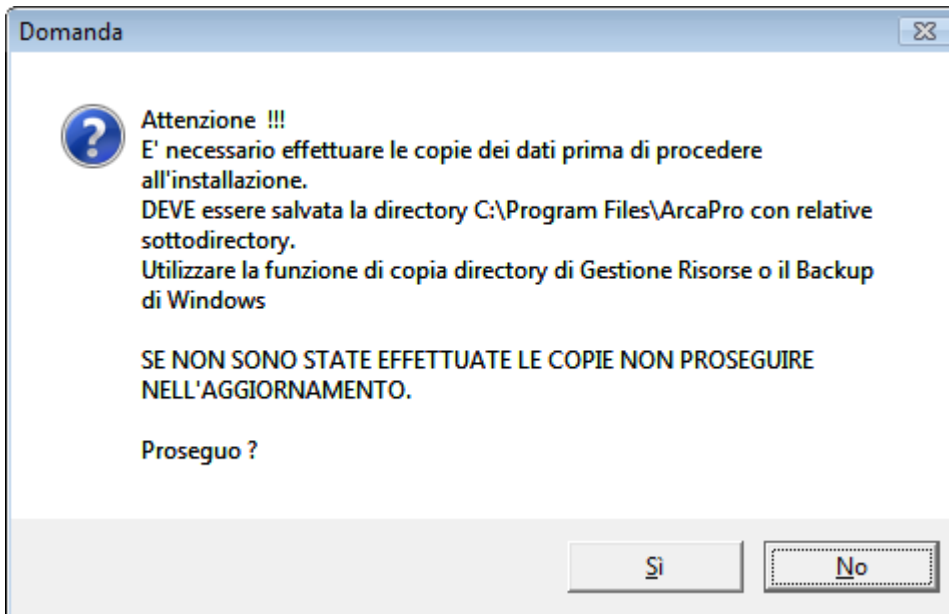 Domanda
Attenzione !!!
E' necessario effettuare le copie dei dati prima di procedere
all'installazione.
DEVE essere salvata la directory C:\Program Files\ArcaPro con relative
sottodirectory.
Utilizzare la funzione di copia directory di Gestione Risorse o il Backup
di Windows
SE NON SONO STATE EFFETTUATE LE COPIE NON PROSEGUIRE
NELL'AGGIORNAMENTO.
Proseguo ?
Sì No